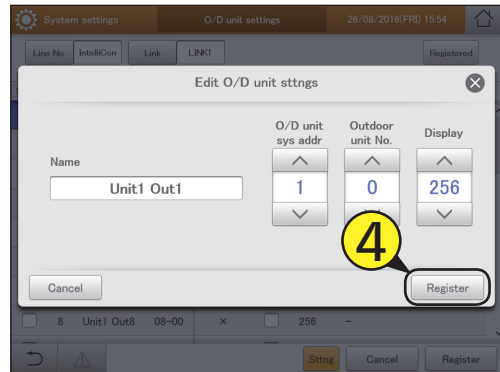 System settings O/D unit settings 26/08/2016(FRI) 15:54
Line No. IntelliCon Link LINK1 Registered
Edit O/D unit sttngs
O/D unit sys addr Outdoor unit No. Display
Name
Unit1 Out1 1 0 256
4
Cancel Register
8 Unit1 Out8 08-00 × 256 -
Sttng Cancel Register